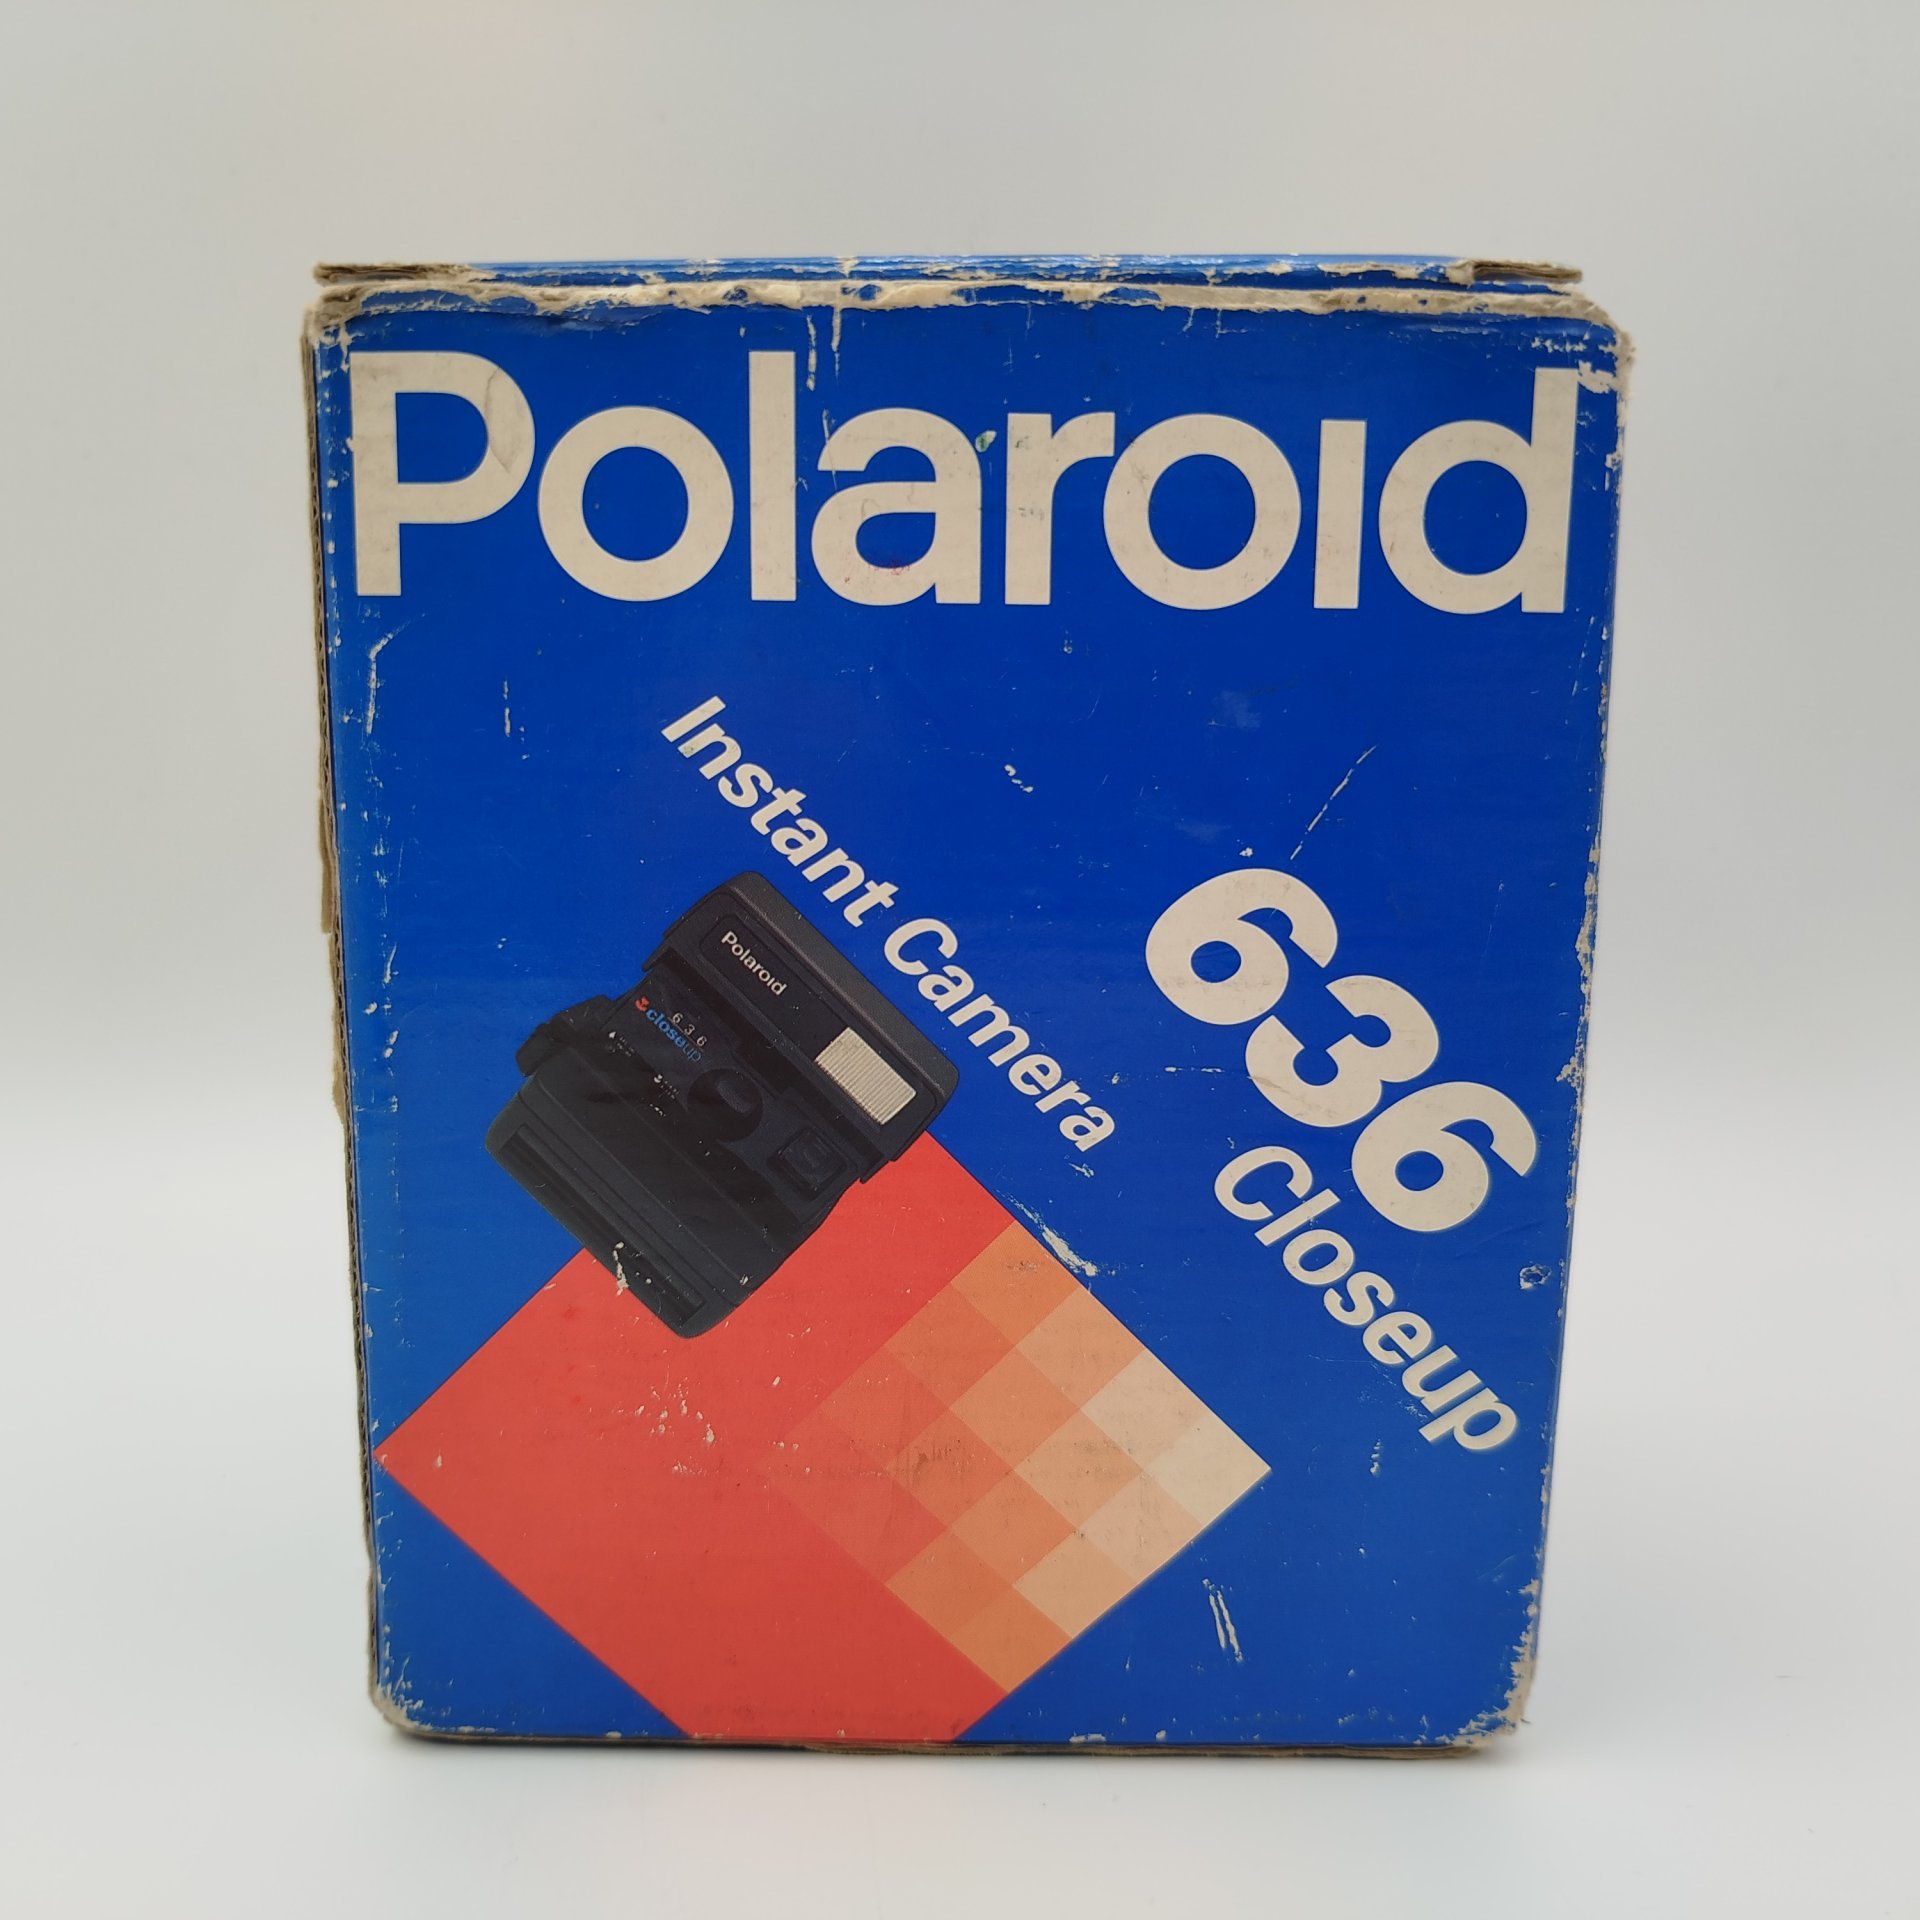 Polaroid
Instant Camera
636
Closeup
Polaroid
636
closeup